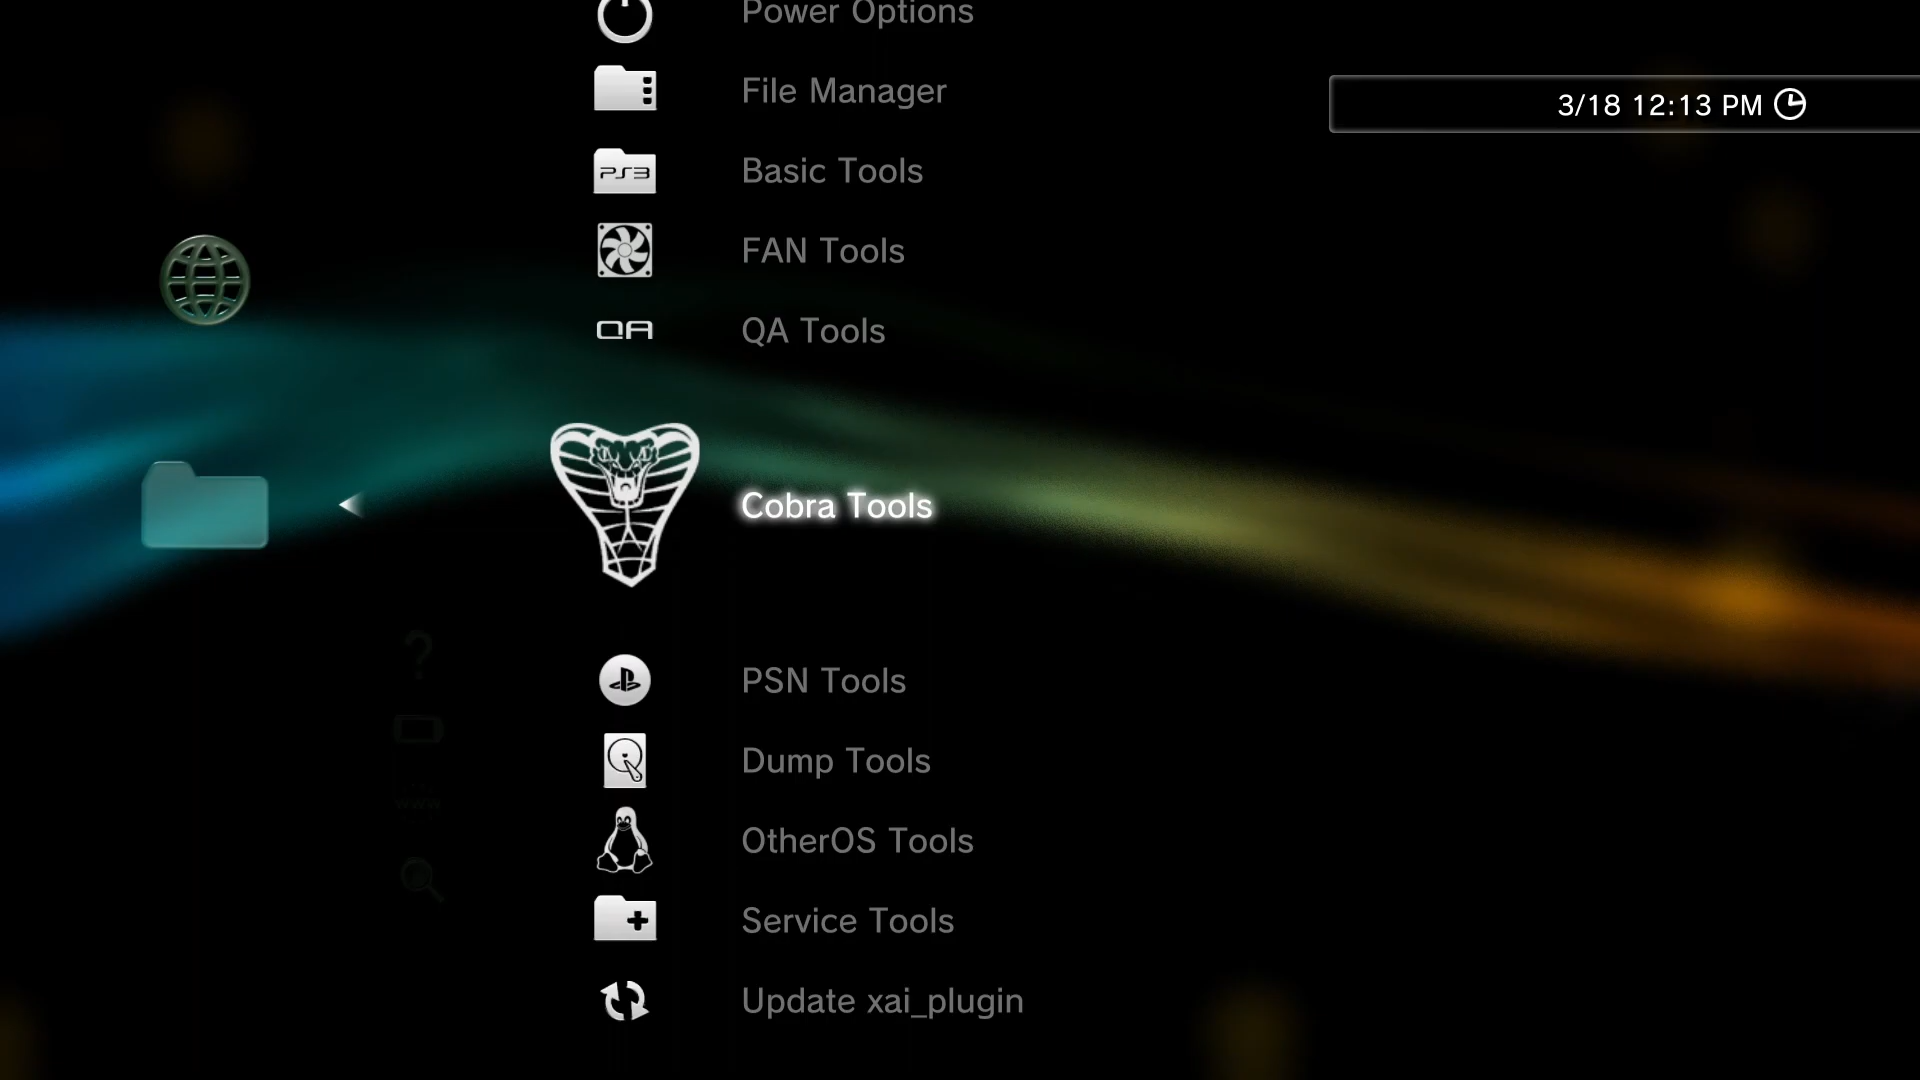 Power Options
File Manager
3/18 12:13 PM
PS3
Basic Tools
FAN Tools
QA
QA Tools
Cobra Tools
PSN Tools
Dump Tools
www
OtherOS Tools
Service Tools
Update xai_plugin